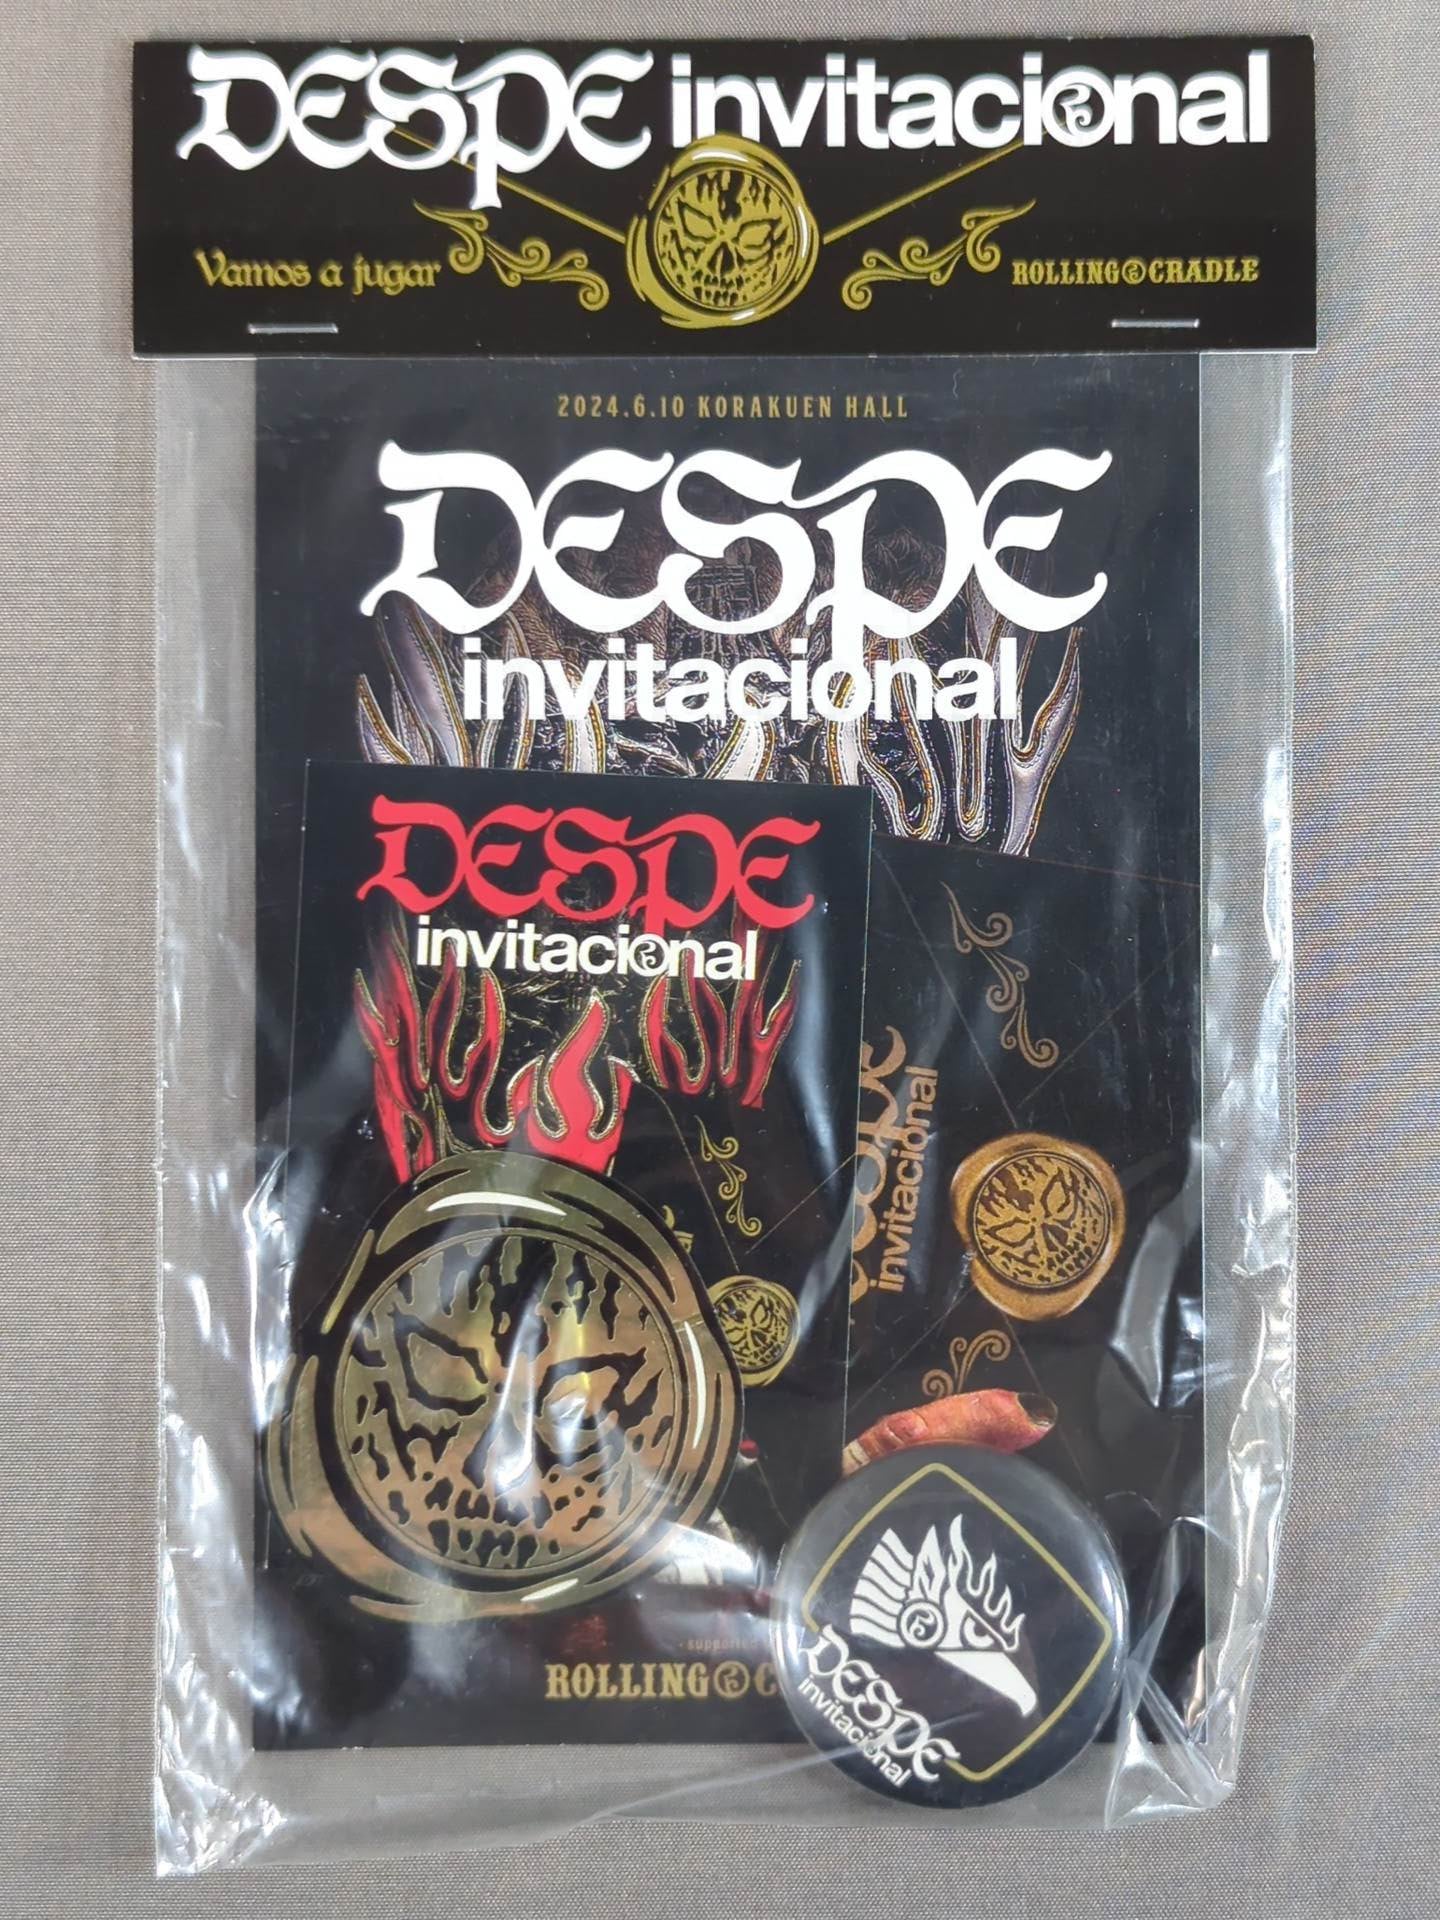 DESPE invitacional
Vamos a jugar
ROLLING CRADLE
2024.6.10 KORAKUEN HALL
DESPE
invitacional
DESPE
invitacional
invitacional
supported
ROLLING C
DESPE
invitacional